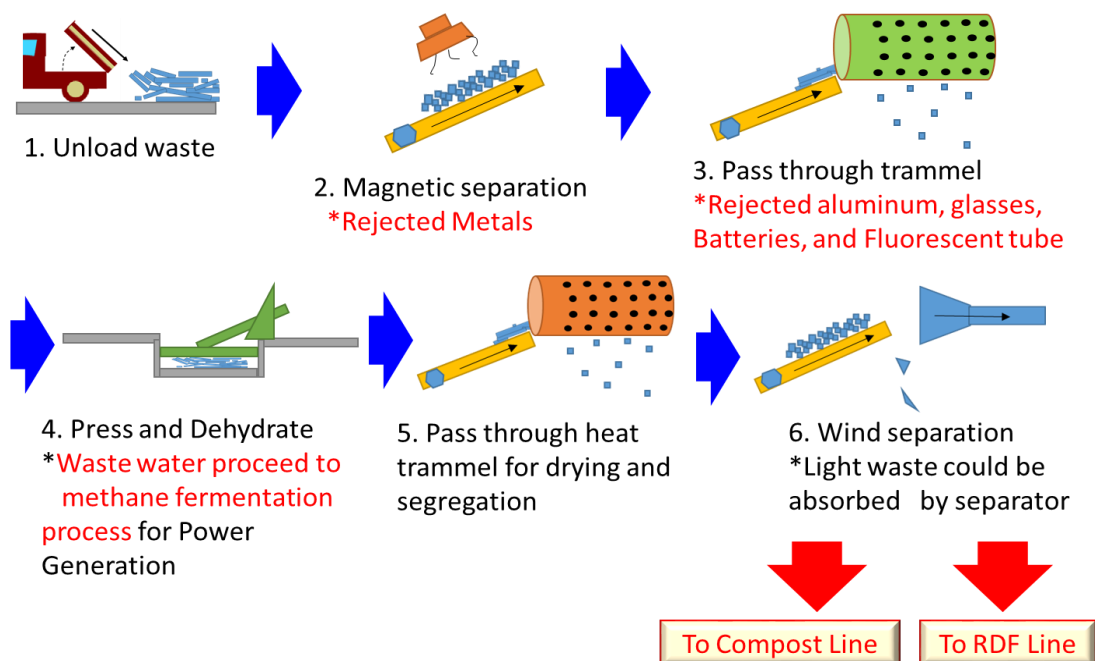 1. Unload waste
2. Magnetic separation
*Rejected Metals
3. Pass through trammel
*Rejected aluminum, glasses,
Batteries, and Fluorescent tube
4. Press and Dehydrate
*Waste water proceed to
methane fermentation
process for Power
Generation
5. Pass through heat
trammel for drying and
segregation
6. Wind separation
*Light waste could be
absorbed by separator
To Compost Line
To RDF Line